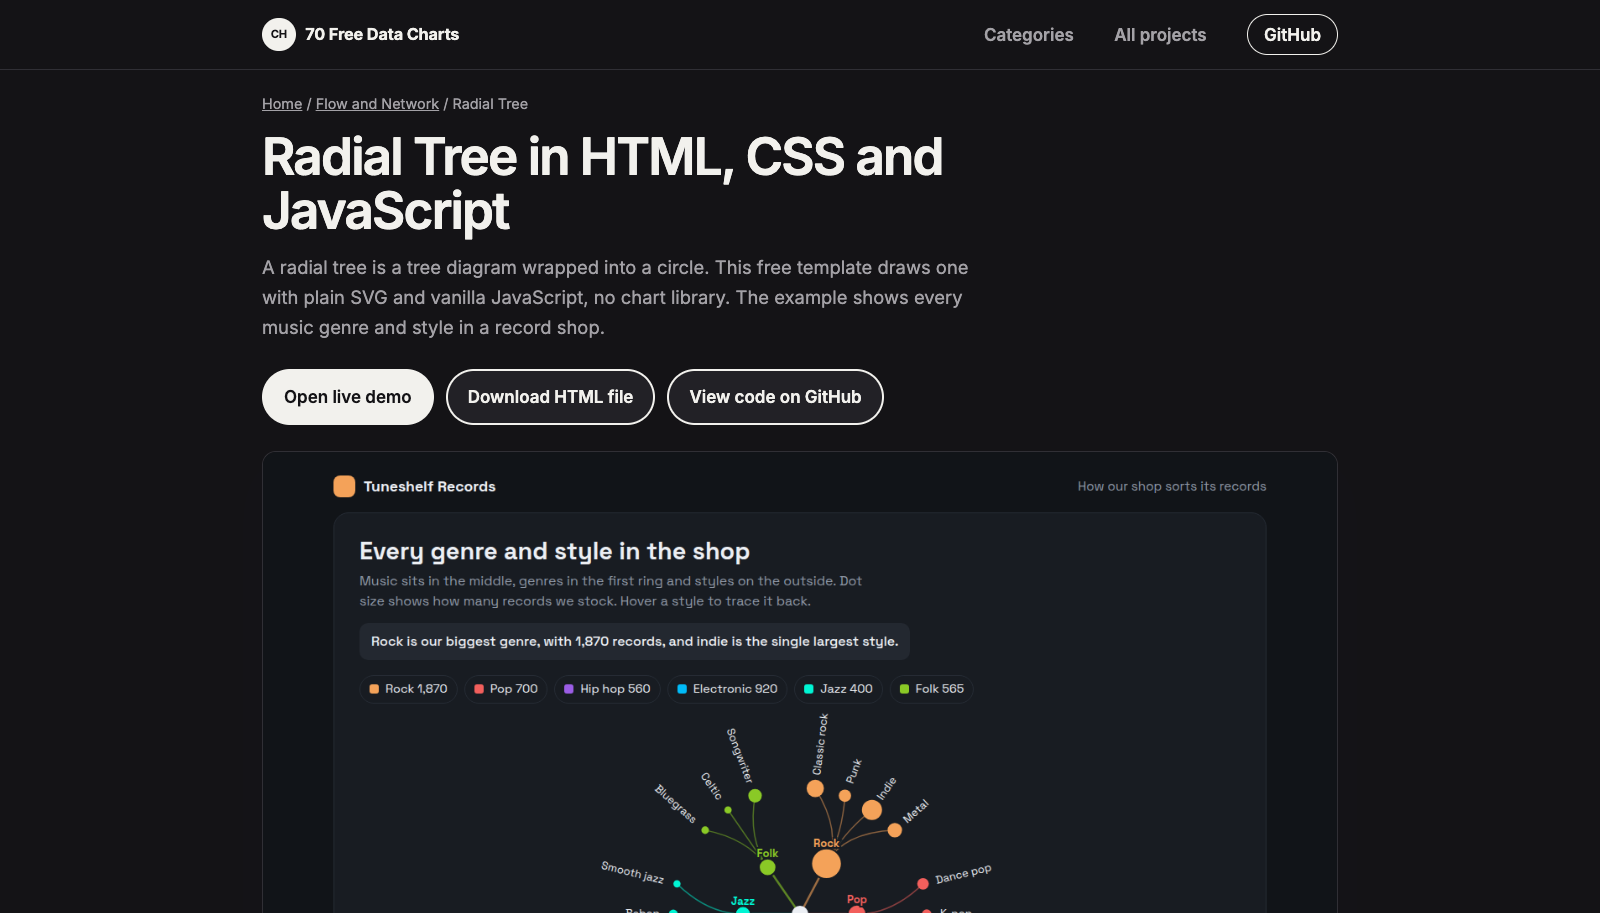 CH 70 Free Data Charts
Categories All projects GitHub
Home / Flow and Network / Radial Tree
Radial Tree in HTML, CSS and
JavaScript
A radial tree is a tree diagram wrapped into a circle. This free template draws one
with plain SVG and vanilla JavaScript, no chart library. The example shows every
music genre and style in a record shop.
Open live demo Download HTML file View code on GitHub
Tuneshelf Records How our shop sorts its records
Every genre and style in the shop
Music sits in the middle, genres in the first ring and styles on the outside. Dot
size shows how many records we stock. Hover a style to trace it back.
Rock is our biggest genre, with 1,870 records, and indie is the single largest style.
Rock 1,870 Pop 700 Hip hop 560 Electronic 920 Jazz 400 Folk 565
Songwriter
Classic rock
Celtic
Punk
Indie
Bluegrass
Metal
Rock
Folk
Smooth jazz
Dance pop
Jazz
Pop
Bebop
K-pop